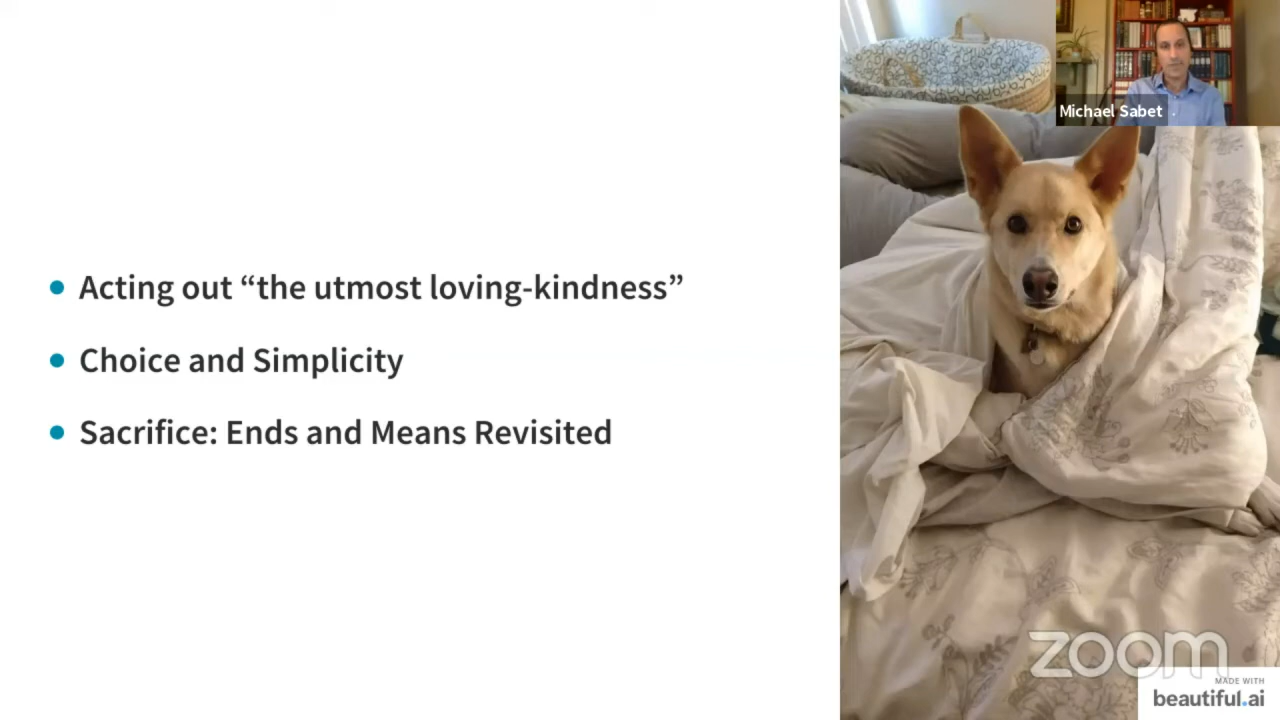 Michael Sabet
Acting out “the utmost loving-kindness”
Choice and Simplicity
Sacrifice: Ends and Means Revisited
zoom
MADE WITH
beautiful.ai